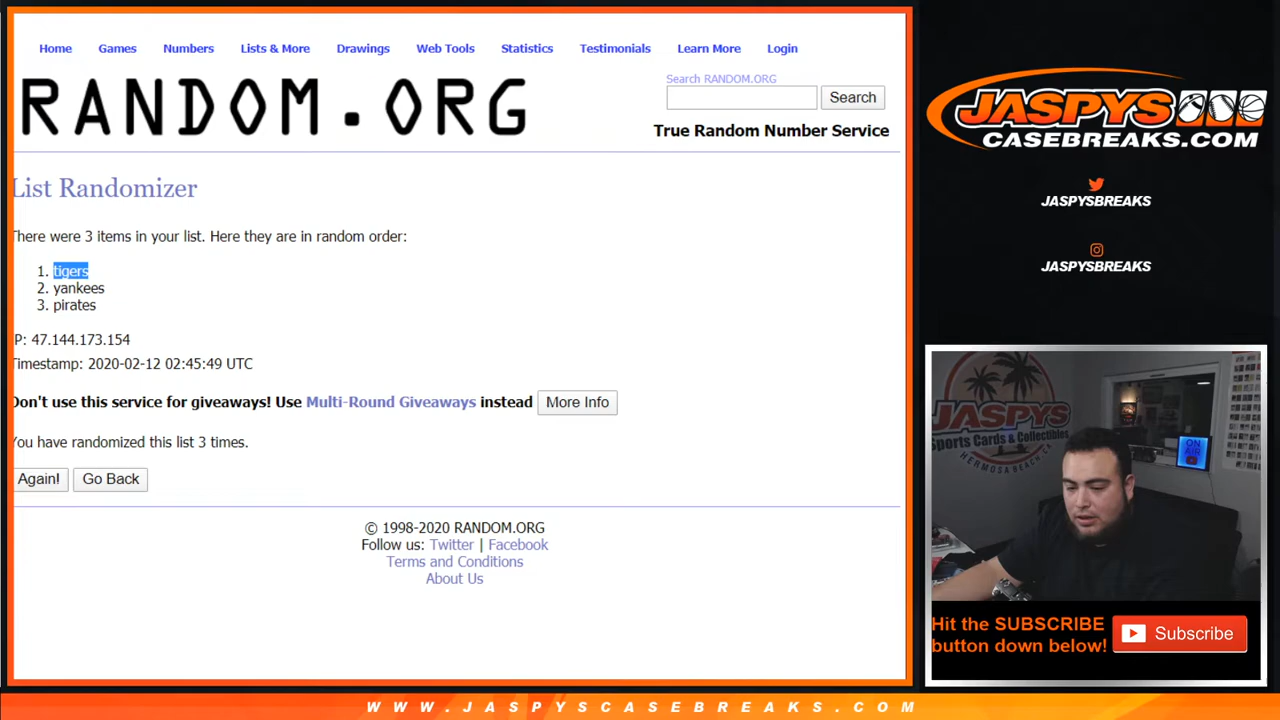 Home Games Numbers Lists & More Drawings Web Tools Statistics Testimonials Learn More Login
RANDOM.ORG
Search RANDOM.ORG
Search
True Random Number Service
List Randomizer
There were 3 items in your list. Here they are in random order:
1. tigers
2. yankees
3. pirates
IP: 47.144.173.154
Timestamp: 2020-02-12 02:45:49 UTC
Don't use this service for giveaways! Use Multi-Round Giveaways instead More Info
You have randomized this list 3 times.
Again! Go Back
© 1998-2020 RANDOM.ORG
Follow us: Twitter | Facebook
Terms and Conditions
About Us
JASPYS
CASEBREAKS.COM
JASPYSBREAKS
JASPYSBREAKS
JASPYS
Sports Cards & Collectibles
HERMOSA BEACH, CA
ON AIR
Hit the SUBSCRIBE
button down below!
Subscribe
WWW.JASPYSCASEBREAKS.COM